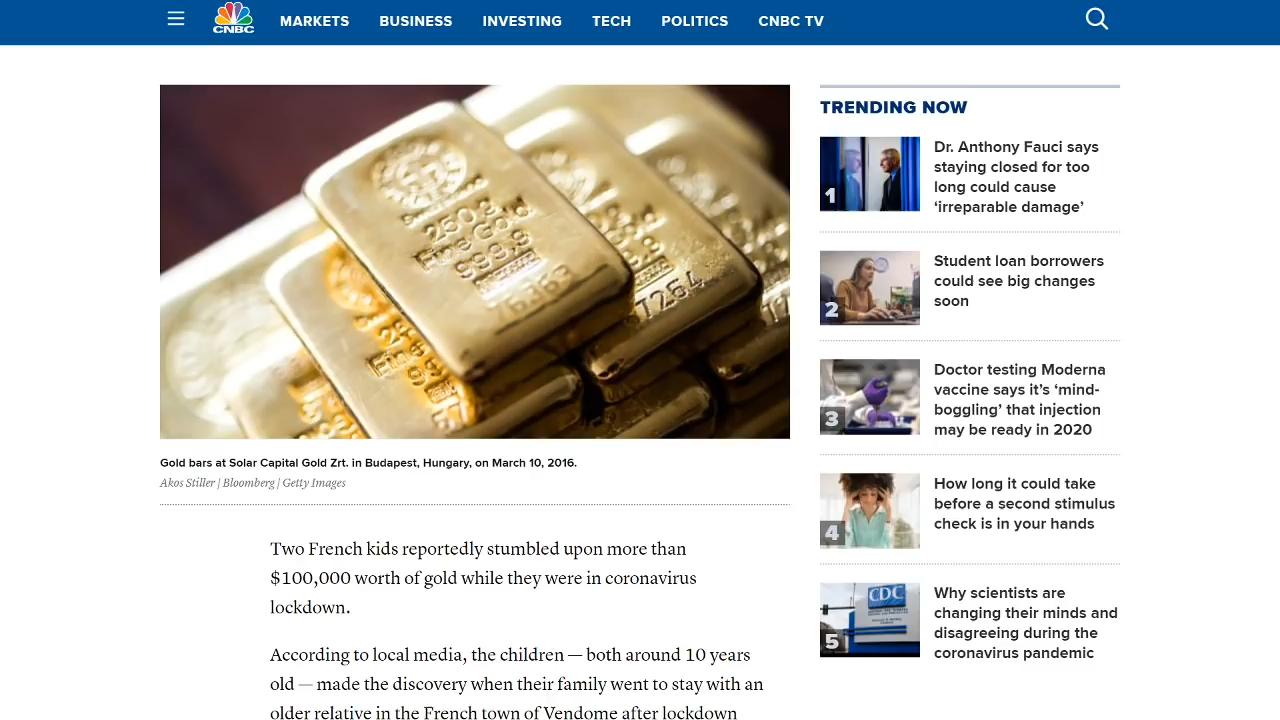 CNBC
MARKETS
BUSINESS
INVESTING
TECH
POLITICS
CNBC TV
250g
Fine Gold
999,9
7264
Gold bars at Solar Capital Gold Zrt. in Budapest, Hungary, on March 10, 2016.
Akos Stiller | Bloomberg | Getty Images
Two French kids reportedly stumbled upon more than
$100,000 worth of gold while they were in coronavirus
lockdown.
According to local media, the children — both around 10 years
old — made the discovery when their family went to stay with an
older relative in the French town of Vendome after lockdown
TRENDING NOW
1
Dr. Anthony Fauci says
staying closed for too
long could cause
‘irreparable damage’
2
Student loan borrowers
could see big changes
soon
3
Doctor testing Moderna
vaccine says it’s ‘mind-
boggling’ that injection
may be ready in 2020
4
How long it could take
before a second stimulus
check is in your hands
CDC
5
Why scientists are
changing their minds and
disagreeing during the
coronavirus pandemic